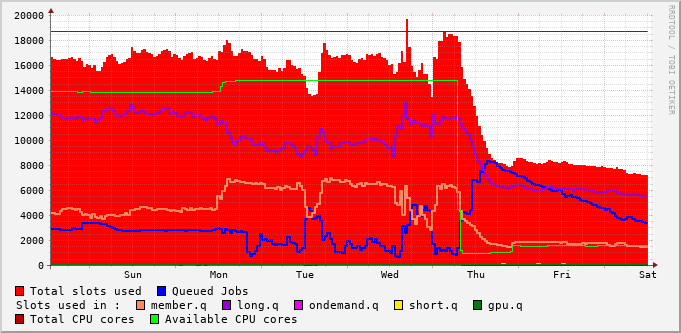 20000
18000
16000
14000
12000
10000
8000
6000
4000
2000
0
Sun Mon Tue Wed Thu Fri Sat
RRDTOOL / TOBI OETIKER
Total slots used Queued Jobs
Slots used in : member.q long.q ondemand.q short.q gpu.q
Total CPU cores Available CPU cores